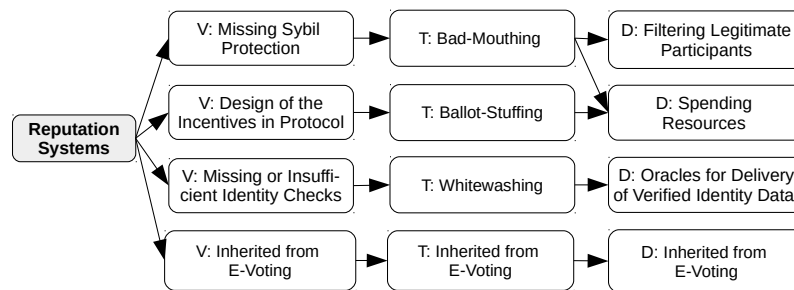 V: Missing Sybil
Protection
T: Bad-Mouthing
D: Filtering Legitimate
Participants
Reputation
Systems
V: Design of the
Incentives in Protocol
T: Ballot-Stuffing
D: Spending
Resources
V: Missing or Insuffi-
cient Identity Checks
T: Whitewashing
D: Oracles for Delivery
of Verified Identity Data
V: Inherited from
E-Voting
T: Inherited from
E-Voting
D: Inherited from
E-Voting